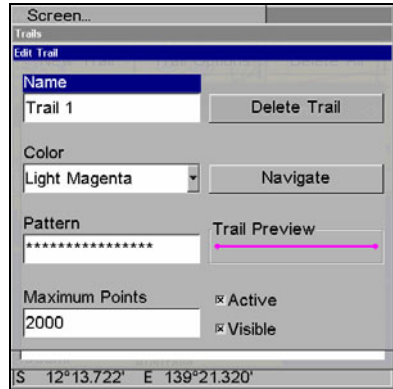 Screen...
Trails
Edit Trail
Name
Trail 1
Delete Trail
Color
Light Magenta
Navigate
Pattern
****************
Trail Preview
Maximum Points
2000
Active
Visible
S 12°13.722' E 139°21.320'